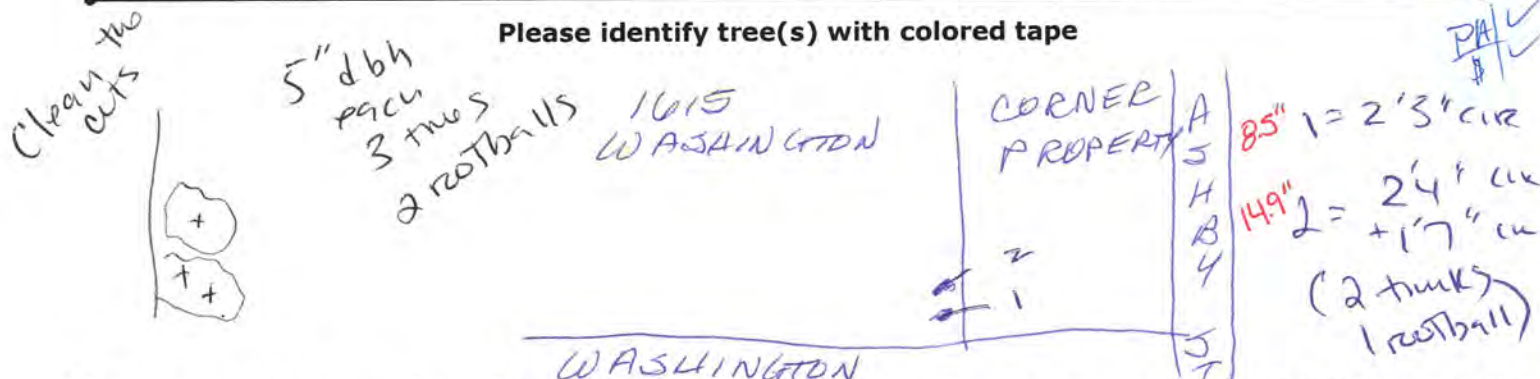 Please identify tree(s) with colored tape
Clean the
cuts
5" dbh
each
3 trees
2 rootballs
1615
WASHINGTON
CORNER
PROPERTY
ASHBY
ST
2
1
WASHINGTON
PA
$
8.5" 1 = 2'3" CIR
14.9" 2 = 2'4" cir
+ 1'7" cir
(2 trunks
1 rootball)